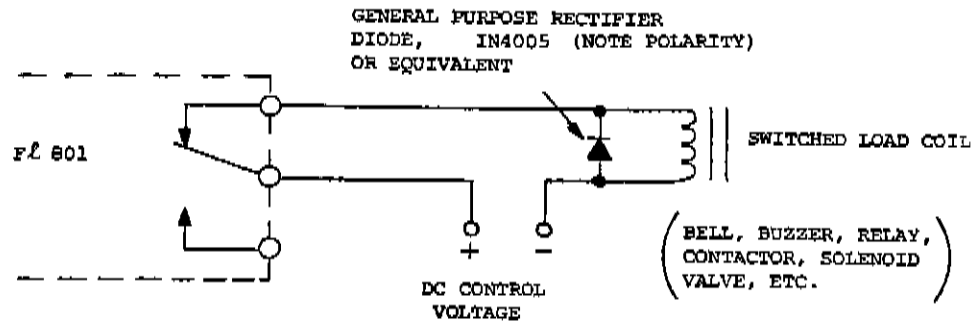 GENERAL PURPOSE RECTIFIER
DIODE, IN4005 (NOTE POLARITY)
OR EQUIVALENT
Fℓ 801
SWITCHED LOAD COIL
+ −
(BELL, BUZZER, RELAY,
CONTACTOR, SOLENOID
VALVE, ETC.)
DC CONTROL
VOLTAGE